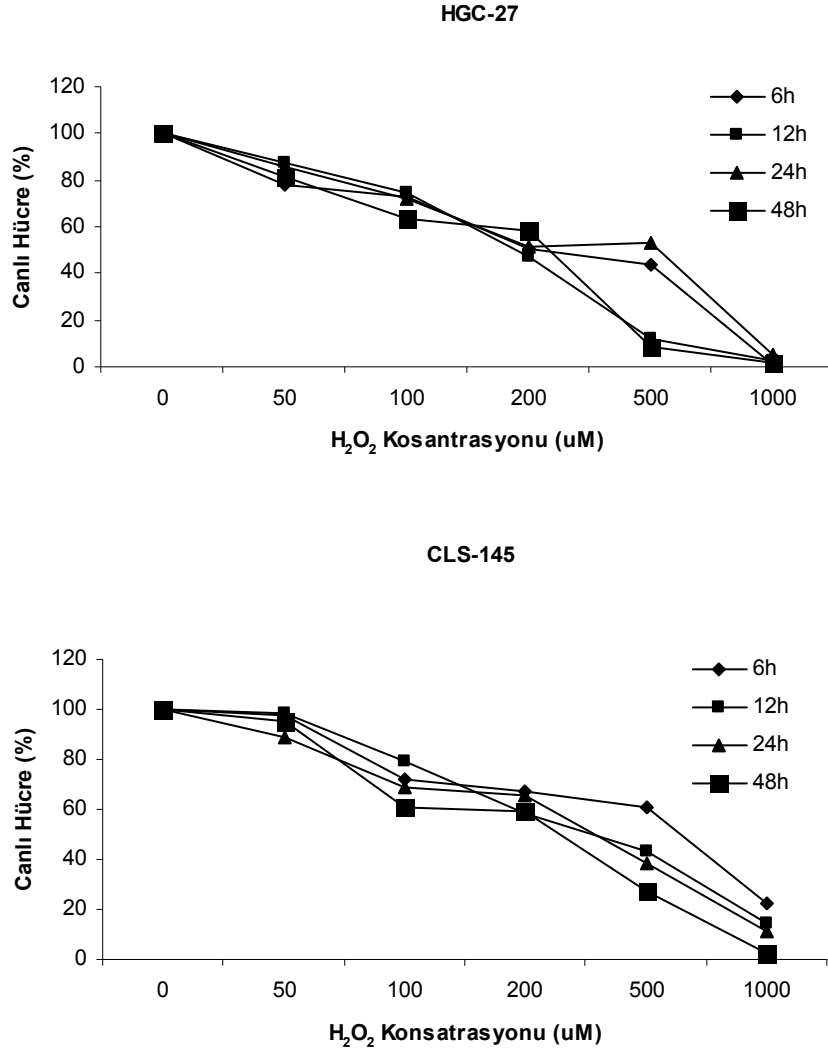 HGC-27
120
100
80
60
40
20
0
Canlı Hücre (%)
0 50 100 200 500 1000
H₂O₂ Kosantrasyonu (uM)
6h
12h
24h
48h
CLS-145
120
100
80
60
40
20
0
Canlı Hücre (%)
0 50 100 200 500 1000
H₂O₂ Konsatrasyonu (uM)
6h
12h
24h
48h